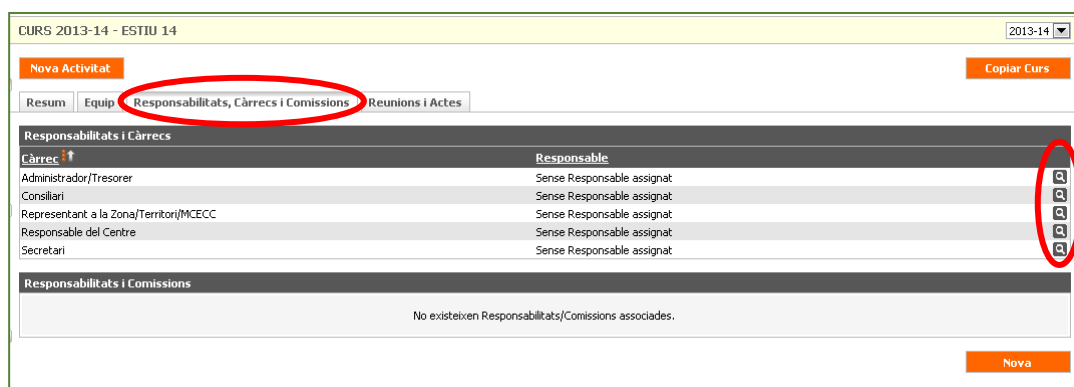 CURS 2013-14 - ESTIU 14 2013-14
Nova Activitat Copiar Curs
Resum Equip Responsabilitats, Càrrecs i Comissions Reunions i Actes
Responsabilitats i Càrrecs
Càrrec Responsable
Administrador/Tresorer Sense Responsable assignat
Consiliari Sense Responsable assignat
Representant a la Zona/Territori/MCECC Sense Responsable assignat
Responsable del Centre Sense Responsable assignat
Secretari Sense Responsable assignat
Responsabilitats i Comissions
No existeixen Responsabilitats/Comissions associades.
Nova